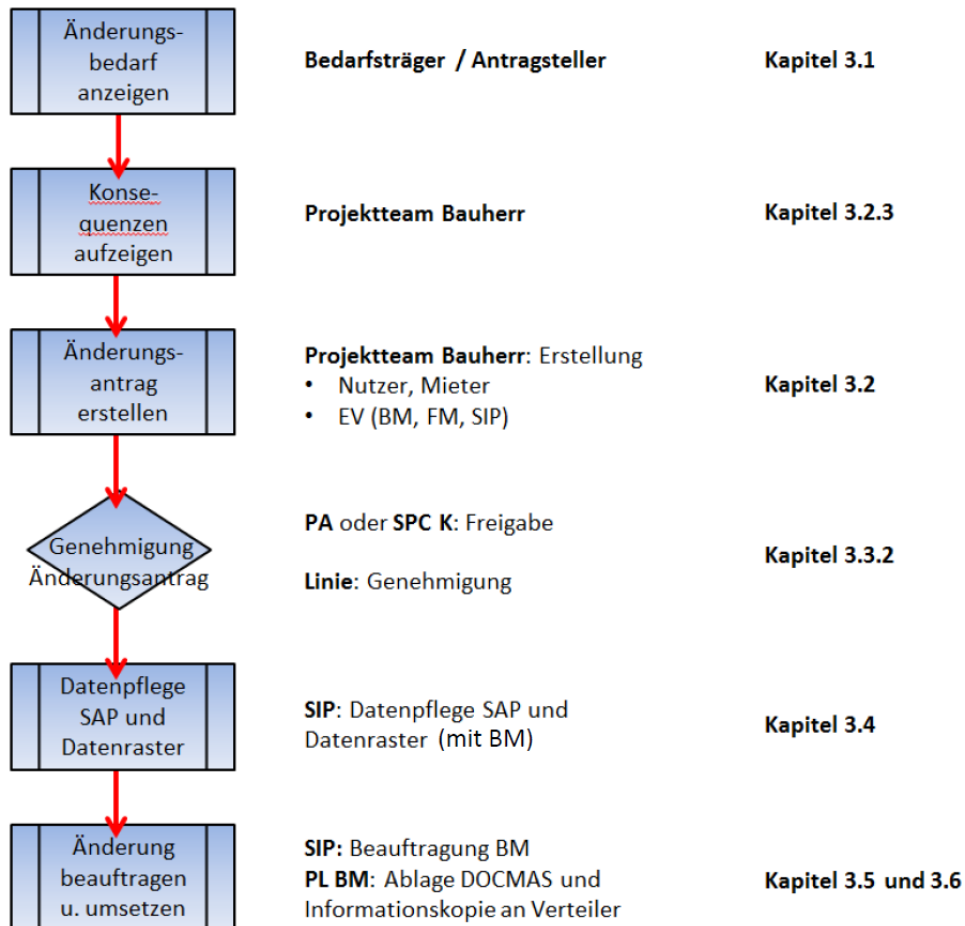 Änderungs-
bedarf
anzeigen
Bedarfsträger / Antragsteller
Kapitel 3.1
Konse-
quenzen
aufzeigen
Projektteam Bauherr
Kapitel 3.2.3
Änderungs-
antrag
erstellen
Projektteam Bauherr: Erstellung
• Nutzer, Mieter
• EV (BM, FM, SIP)
Kapitel 3.2
Genehmigung
Änderungsantrag
PA oder SPC K: Freigabe
Linie: Genehmigung
Kapitel 3.3.2
Datenpflege
SAP und
Datenraster
SIP: Datenpflege SAP und
Datenraster (mit BM)
Kapitel 3.4
Änderung
beauftragen
u. umsetzen
SIP: Beauftragung BM
PL BM: Ablage DOCMAS und
Informationskopie an Verteiler
Kapitel 3.5 und 3.6